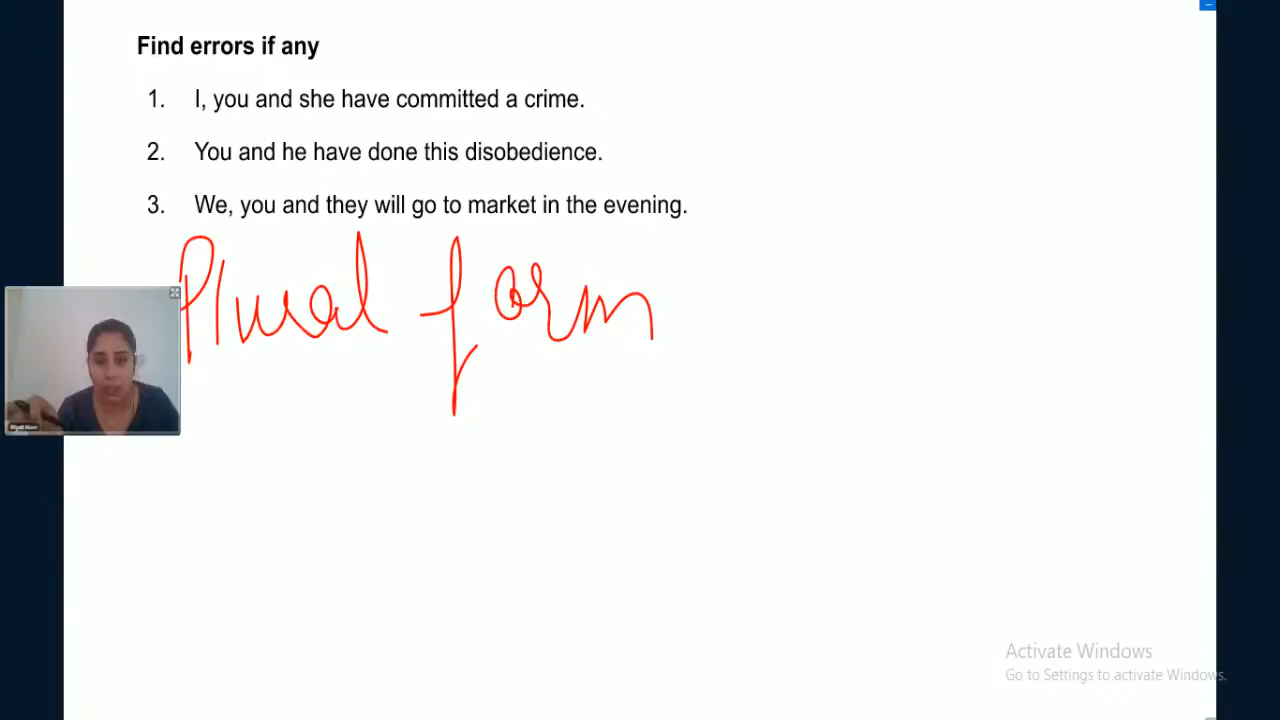 Find errors if any
1. I, you and she have committed a crime.
2. You and he have done this disobedience.
3. We, you and they will go to market in the evening.
Plural form
Activate Windows
Go to Settings to activate Windows.